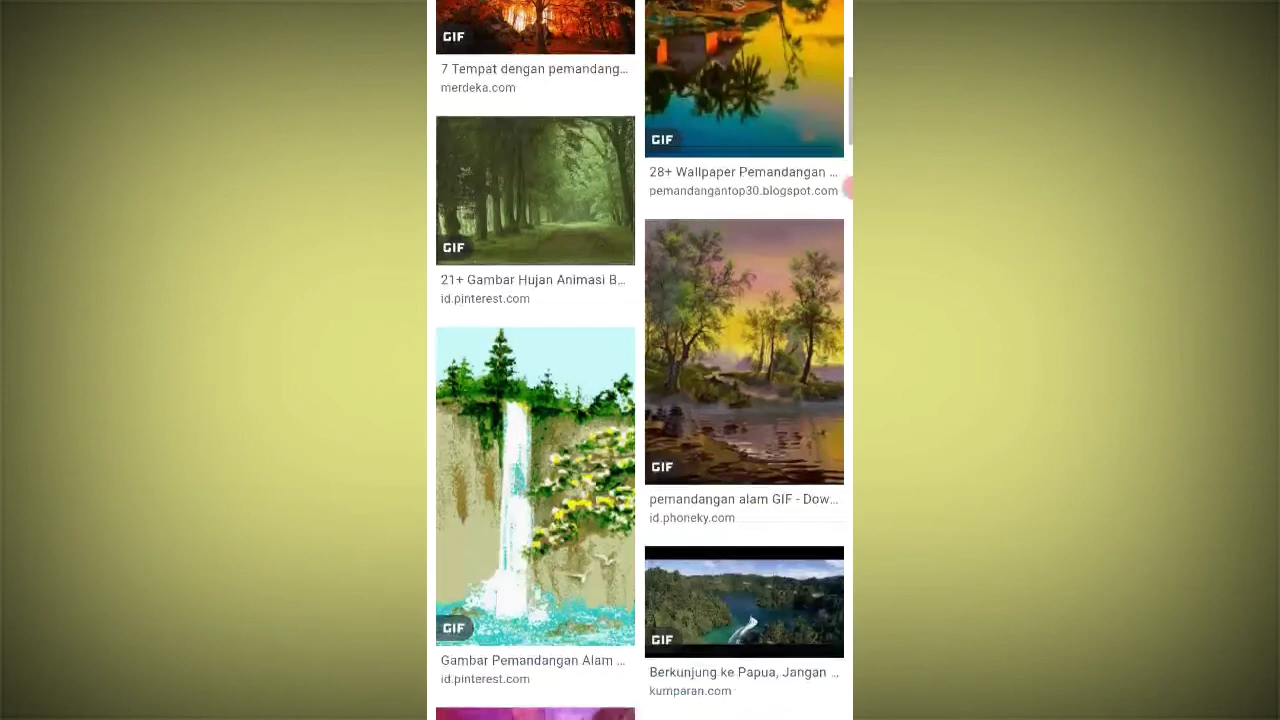 GIF
7 Tempat dengan pemandang...
merdeka.com
GIF
21+ Gambar Hujan Animasi B...
id.pinterest.com
GIF
Gambar Pemandangan Alam ...
id.pinterest.com
GIF
28+ Wallpaper Pemandangan ...
pemandangantop30.blogspot.com
GIF
pemandangan alam GIF - Dow...
id.phoneky.com
GIF
Berkunjung ke Papua, Jangan ...
kumparan.com